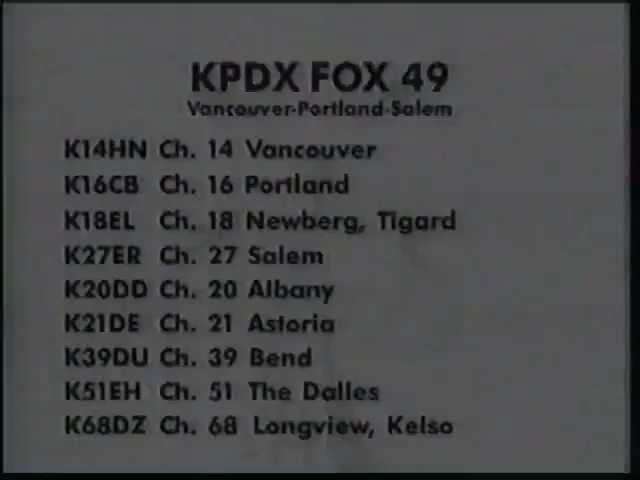 KPDX FOX 49
Vancouver-Portland-Salem
K14HN Ch. 14 Vancouver
K16CB Ch. 16 Portland
K18EL Ch. 18 Newberg, Tigard
K27ER Ch. 27 Salem
K20DD Ch. 20 Albany
K21DE Ch. 21 Astoria
K39DU Ch. 39 Bend
K51EH Ch. 51 The Dalles
K68DZ Ch. 68 Longview, Kelso